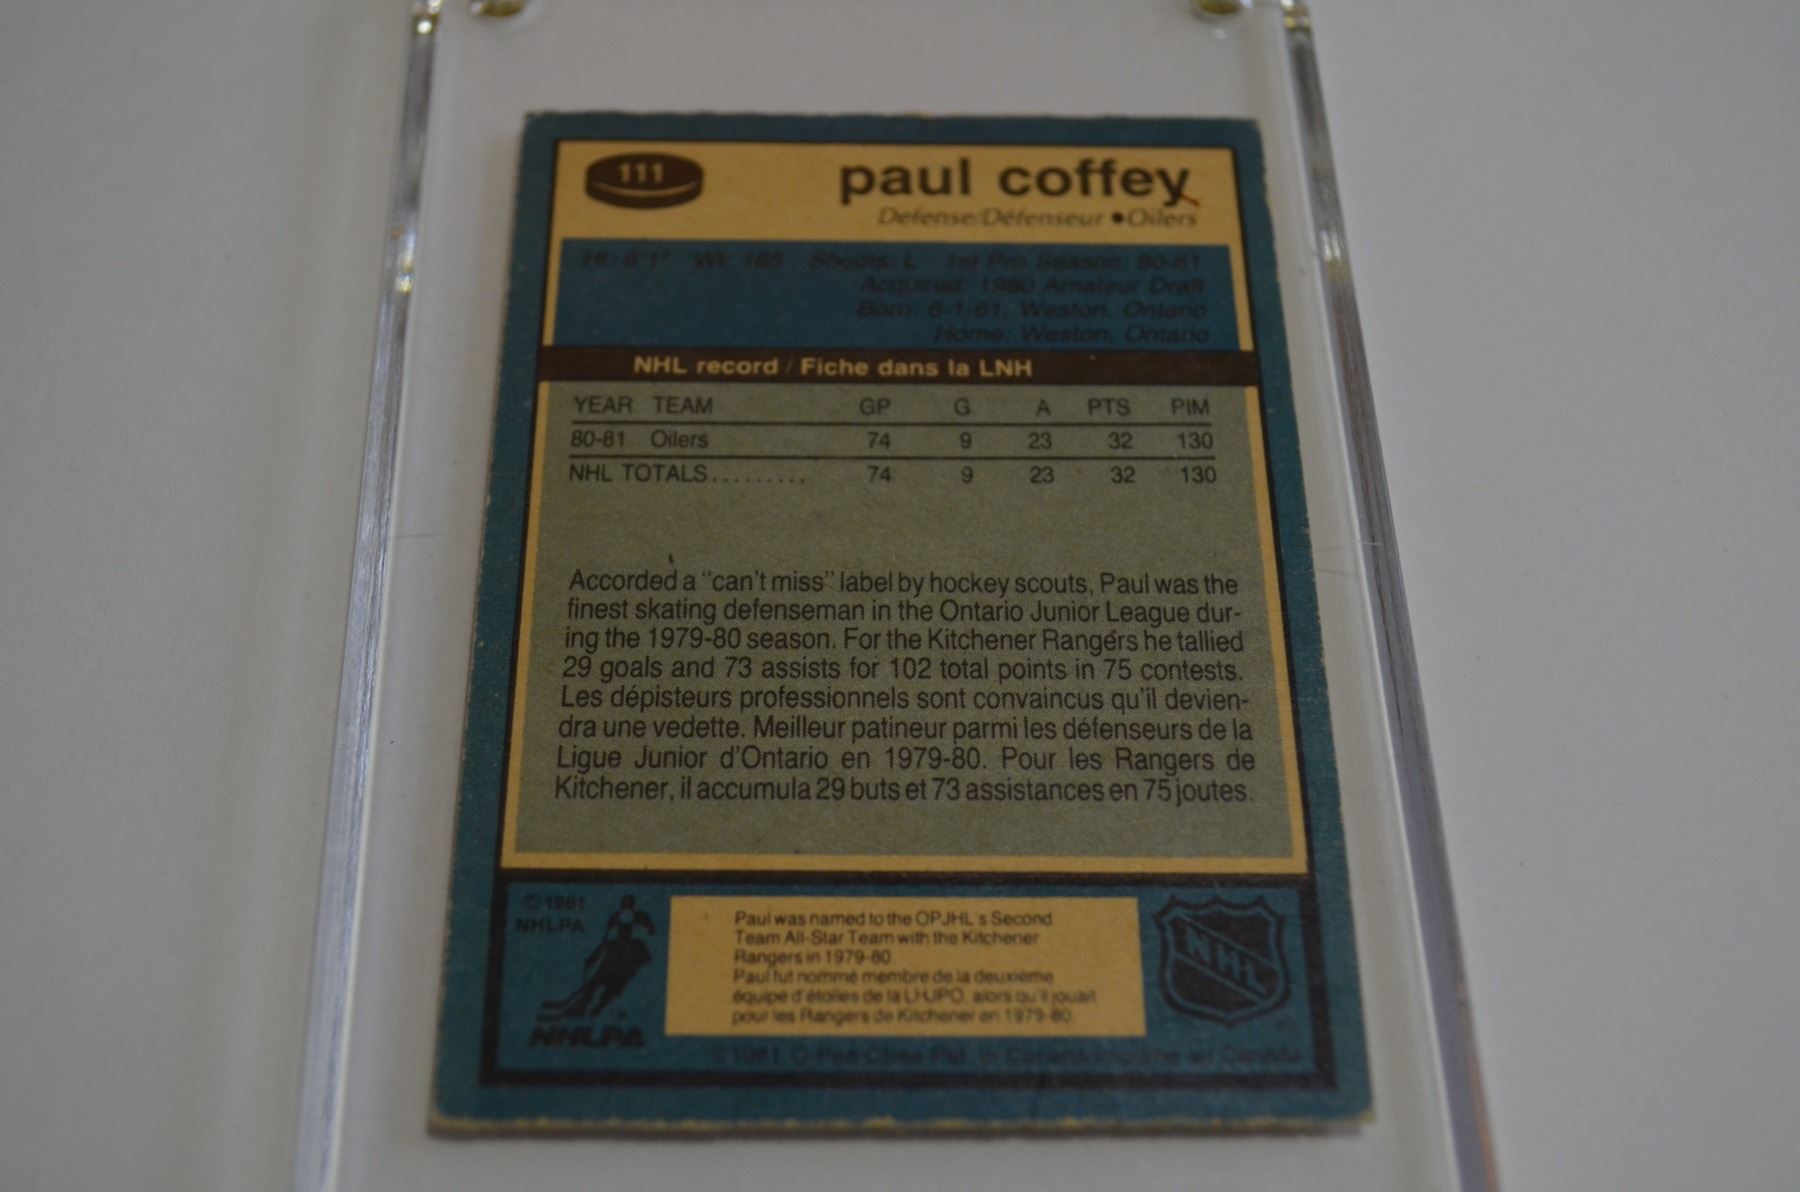 111
paul coffey
Defense/Défenseur • Oilers
Ht: 6'1" Wt: 185 Shoots: L 1st Pro Season: 80-81
Acquired: 1980 Amateur Draft
Born: 6-1-61, Weston, Ontario
Home: Weston, Ontario
NHL record / Fiche dans la LNH
YEAR TEAM GP G A PTS PIM
80-81 Oilers 74 9 23 32 130
NHL TOTALS......... 74 9 23 32 130
Accorded a "can't miss" label by hockey scouts, Paul was the
finest skating defenseman in the Ontario Junior League dur-
ing the 1979-80 season. For the Kitchener Rangers he tallied
29 goals and 73 assists for 102 total points in 75 contests.
Les dépisteurs professionnels sont convaincus qu'il devien-
dra une vedette. Meilleur patineur parmi les défenseurs de la
Ligue Junior d'Ontario en 1979-80. Pour les Rangers de
Kitchener, il accumula 29 buts et 73 assistances en 75 joutes.
© 1981
NHLPA
NHLPA
Paul was named to the OPJHL's Second
Team All-Star Team with the Kitchener
Rangers in 1979-80.
Paul fut nommé membre de la deuxième
équipe d'étoiles de la LHJPO, alors qu'il jouait
pour les Rangers de Kitchener en 1979-80.
NHL
© 1981 O-Pee-Chee